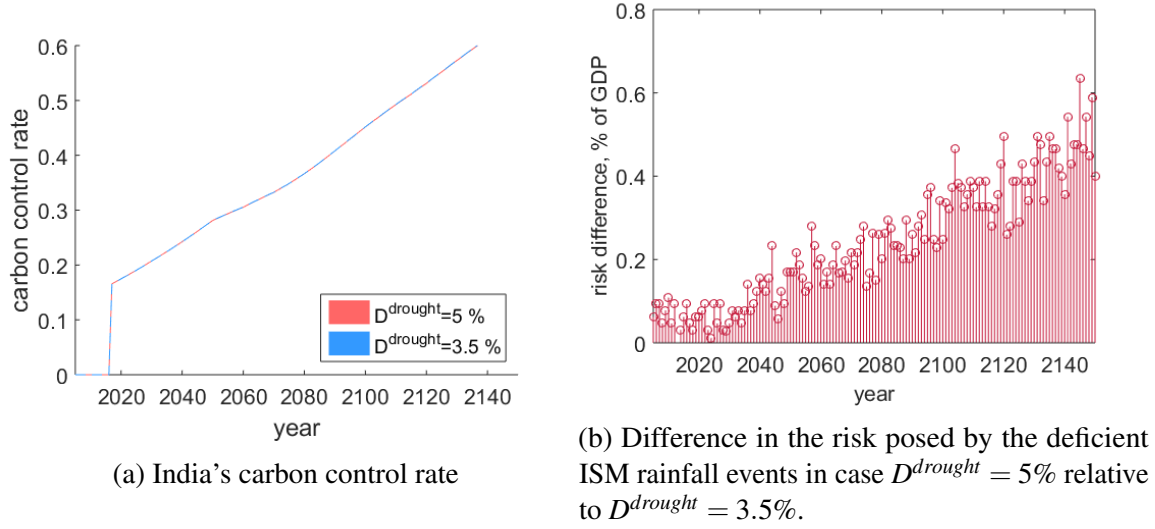 0.6
0.5
0.4
0.3
0.2
0.1
0
carbon control rate
D^drought=5 %
D^drought=3.5 %
2020 2040 2060 2080 2100 2120 2140
year
(a) India's carbon control rate
0.8
0.6
0.4
0.2
0
risk difference, % of GDP
2020 2040 2060 2080 2100 2120 2140
year
(b) Difference in the risk posed by the deficient
ISM rainfall events in case D^drought = 5% relative
to D^drought = 3.5%.